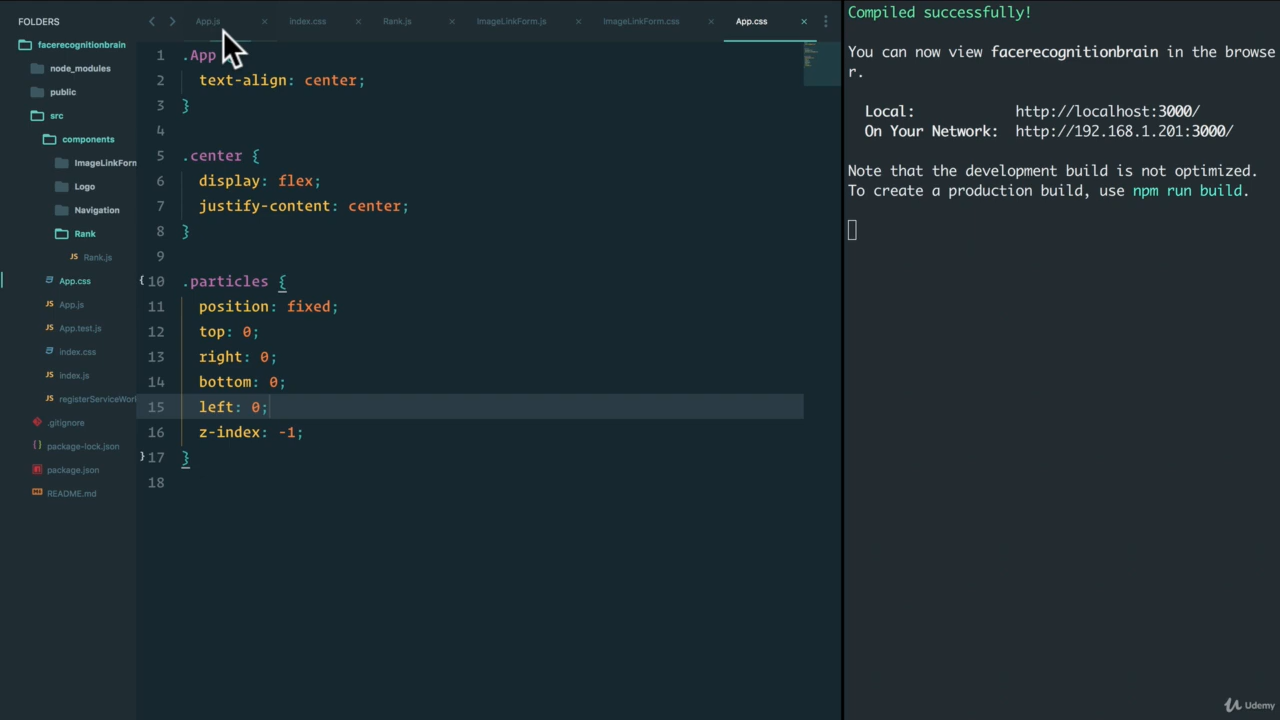 FOLDERS
facerecognitionbrain
node_modules
public
src
components
ImageLinkForm
Logo
Navigation
Rank
JS Rank.js
App.css
JS App.js
JS App.test.js
index.css
JS index.js
JS registerServiceWor
.gitignore
package-lock.json
package.json
README.md
App.js × index.css × Rank.js × ImageLinkForm.js × ImageLinkForm.css × App.css ×
1 .App
2 text-align: center;
3 }
4
5 .center {
6 display: flex;
7 justify-content: center;
8 }
9
{ 10 .particles {
11 position: fixed;
12 top: 0;
13 right: 0;
14 bottom: 0;
15 left: 0;
16 z-index: -1;
} 17 }
18
Compiled successfully!
You can now view facerecognitionbrain in the browse
r.
Local: http://localhost:3000/
On Your Network: http://192.168.1.201:3000/
Note that the development build is not optimized.
To create a production build, use npm run build.
Udemy